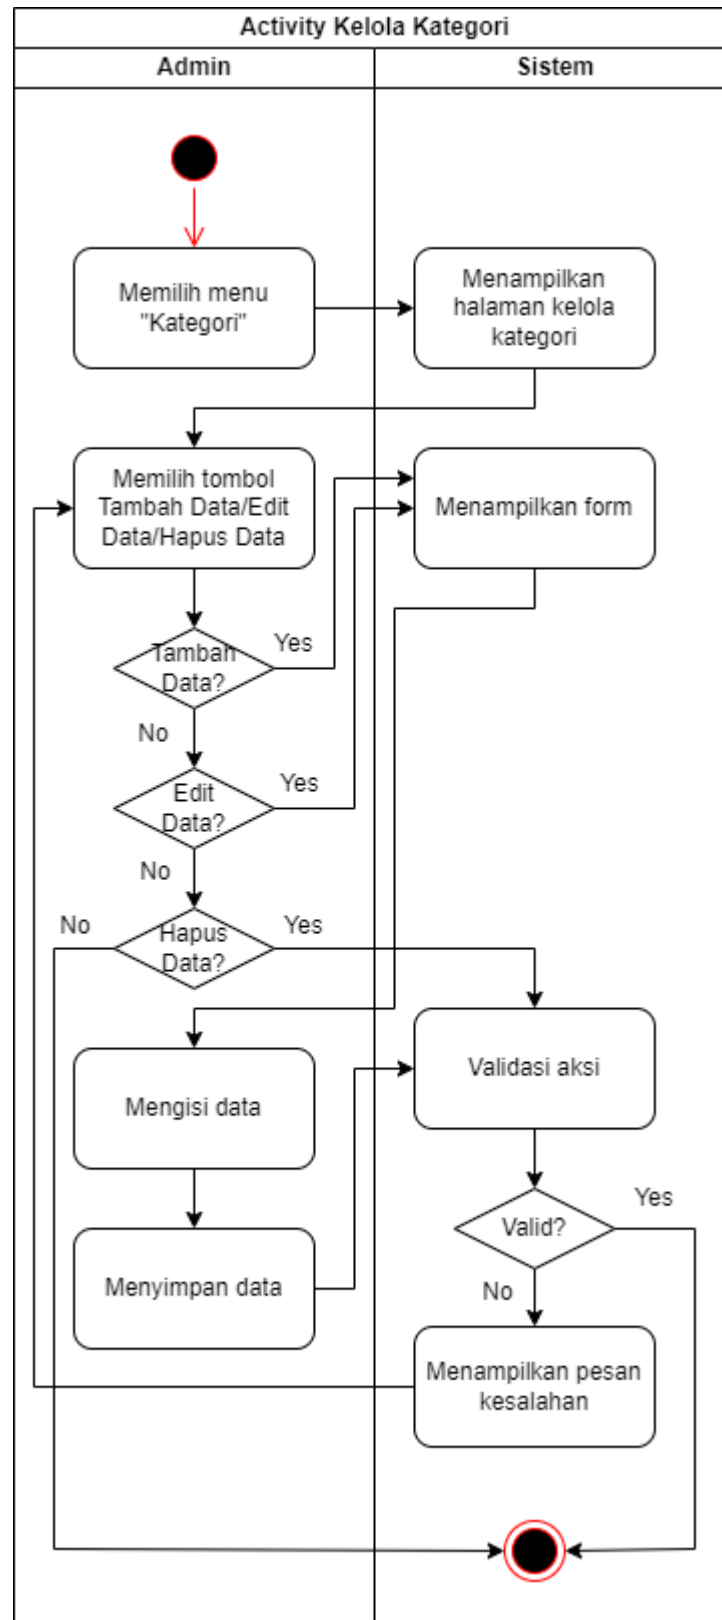 Activity Kelola Kategori
Admin
Sistem
Memilih menu
"Kategori"
Menampilkan
halaman kelola
kategori
Memilih tombol
Tambah Data/Edit
Data/Hapus Data
Menampilkan form
Tambah
Data?
Yes
No
Edit
Data?
Yes
No
Hapus
Data?
No
Yes
Mengisi data
Validasi aksi
Menyimpan data
Valid?
Yes
No
Menampilkan pesan
kesalahan